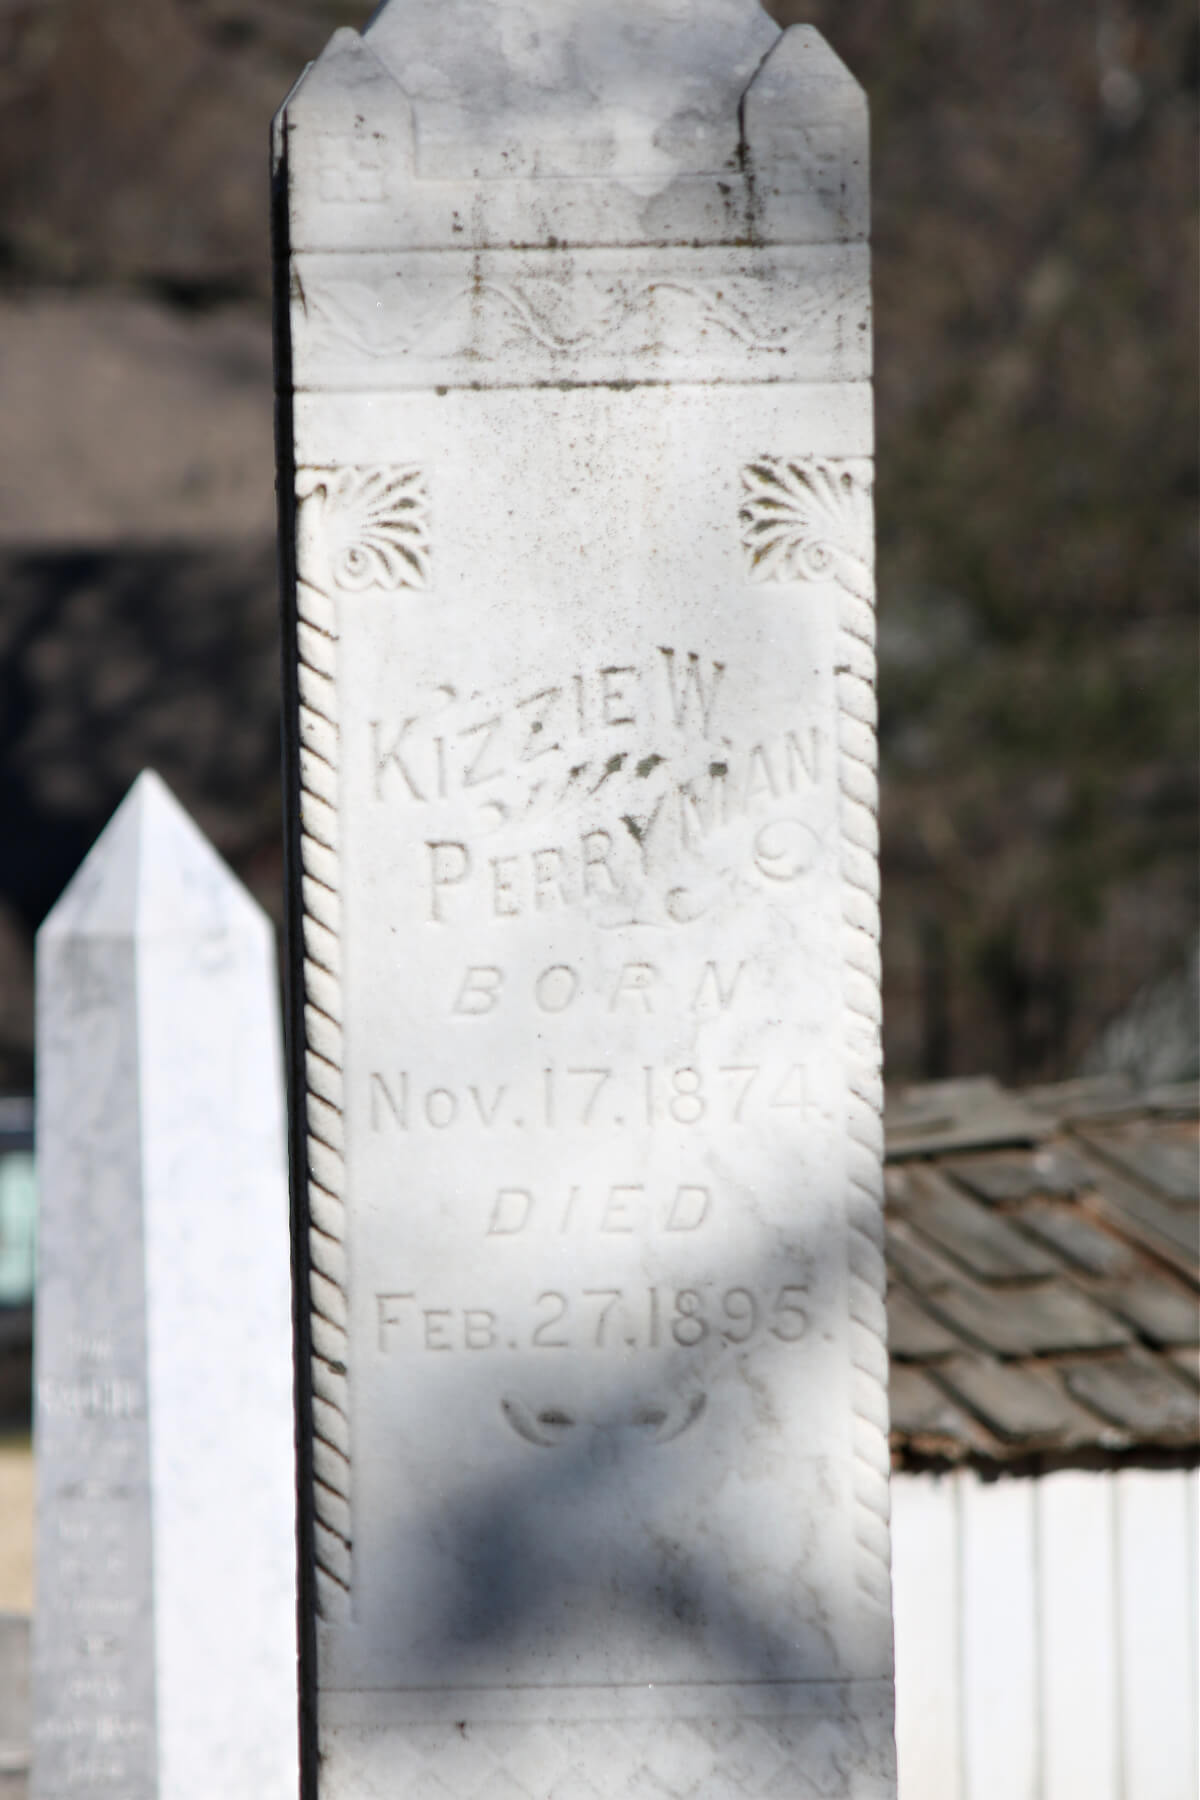 KIZZIE W.
PERRYMAN
BORN
NOV. 17. 1874.
DIED
FEB. 27. 1895.